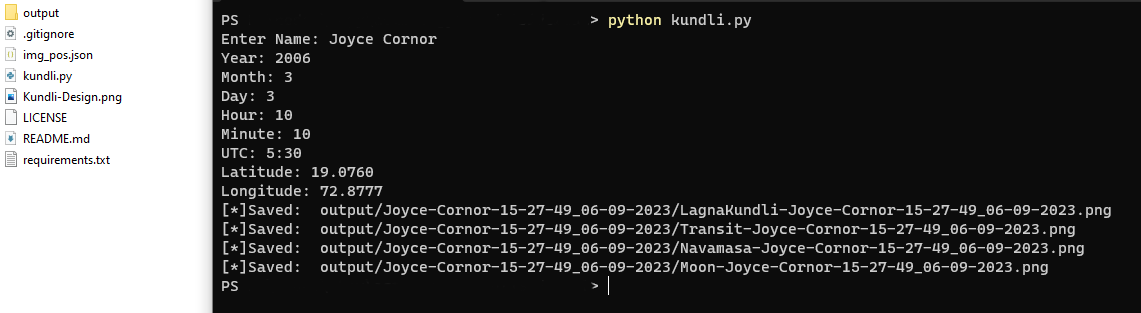 output
.gitignore
img_pos.json
kundli.py
Kundli-Design.png
LICENSE
README.md
requirements.txt
PS > python kundli.py
Enter Name: Joyce Cornor
Year: 2006
Month: 3
Day: 3
Hour: 10
Minute: 10
UTC: 5:30
Latitude: 19.0760
Longitude: 72.8777
[*]Saved:  output/Joyce-Cornor-15-27-49_06-09-2023/LagnaKundli-Joyce-Cornor-15-27-49_06-09-2023.png
[*]Saved:  output/Joyce-Cornor-15-27-49_06-09-2023/Transit-Joyce-Cornor-15-27-49_06-09-2023.png
[*]Saved:  output/Joyce-Cornor-15-27-49_06-09-2023/Navamasa-Joyce-Cornor-15-27-49_06-09-2023.png
[*]Saved:  output/Joyce-Cornor-15-27-49_06-09-2023/Moon-Joyce-Cornor-15-27-49_06-09-2023.png
PS >